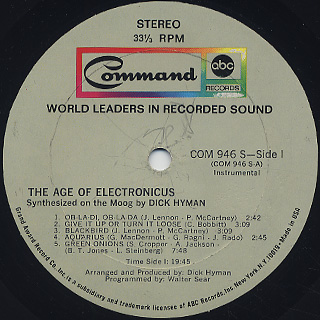 STEREO
33⅓ RPM
Command
abc
RECORDS
WORLD LEADERS IN RECORDED SOUND
COM 946 S—Side I
(COM 946 S-A)
Instrumental
THE AGE OF ELECTRONICUS
Synthesized on the Moog by DICK HYMAN
1. OB-LA-DI, OB-LA-DA (J. Lennon - P. McCartney) 2:42
2. GIVE IT UP OR TURN IT LOOSE (C. Bobbitt) 3:00
3. BLACKBIRD (J. Lennon - P. McCartney) 3:09
4. AQUARIUS (G. MacDermott - G. Ragni - J. Rado) 2:46
5. GREEN ONIONS (S. Cropper - A. Jackson -
(B. T. Jones - L. Steinberg) 7:48
Time Side I: 19:45
Arranged and Produced by: Dick Hyman
Programmed by: Walter Sear
Grand Award Record Co. Inc. is a subsidiary and trademark licensee of ABC Records, Inc. New York, N.Y. 10019 • Made in USA